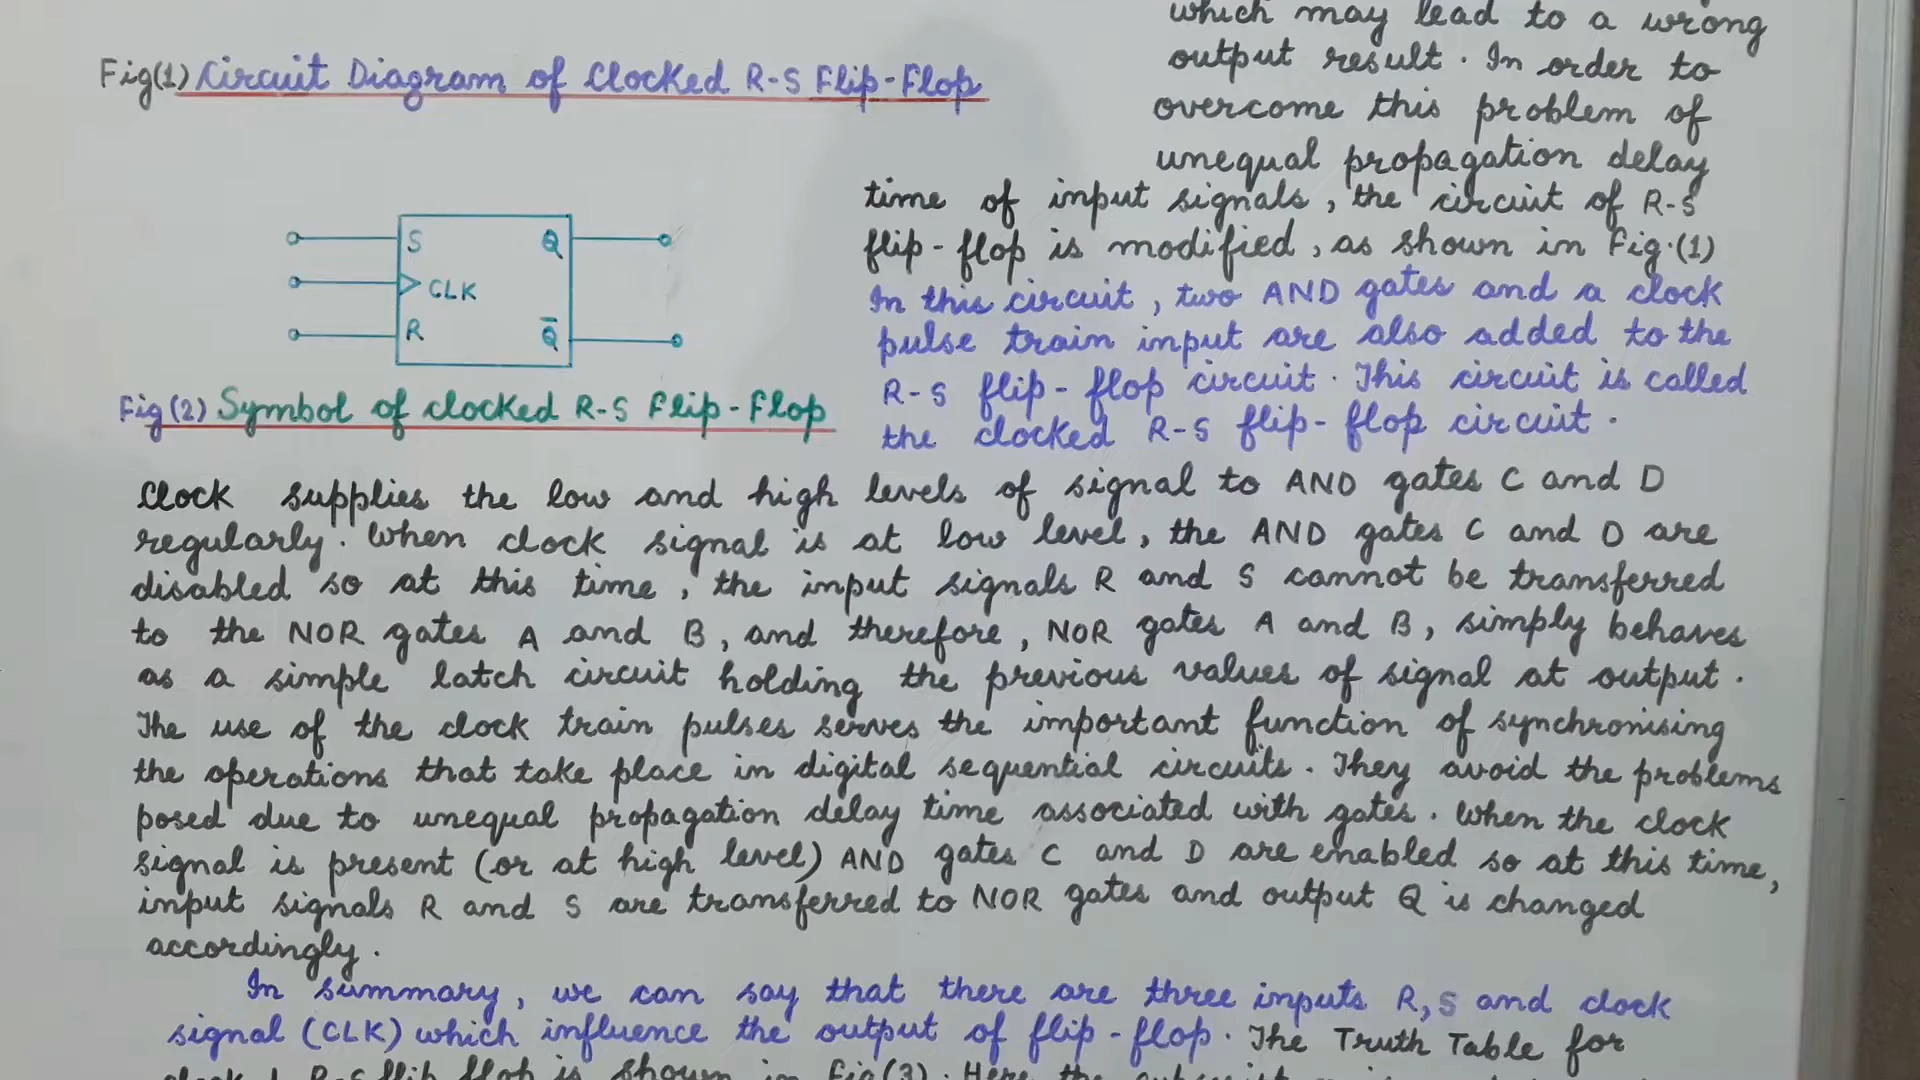 which may lead to a wrong
output result. In order to
overcome this problem of
unequal propagation delay
Fig(1) Circuit Diagram of Clocked R-S Flip-Flop
time of input signals, the circuit of R-S
flip-flop is modified, as shown in Fig.(1)
In this circuit, two AND gates and a clock
pulse train input are also added to the
R-S flip-flop circuit. This circuit is called
the clocked R-S flip-flop circuit.
S Q
CLK
R Q̅
Fig(2) Symbol of clocked R-S Flip-Flop
Clock supplies the low and high levels of signal to AND gates C and D
regularly. When clock signal is at low level, the AND gates C and D are
disabled so at this time, the input signals R and S cannot be transferred
to the NOR gates A and B, and therefore, NOR gates A and B, simply behaves
as a simple latch circuit holding the previous values of signal at output.
The use of the clock train pulses serves the important function of synchronising
the operations that take place in digital sequential circuits. They avoid the problems
posed due to unequal propagation delay time associated with gates. When the clock
signal is present (or at high level) AND gates C and D are enabled so at this time,
input signals R and S are transferred to NOR gates and output Q is changed
accordingly.
In summary, we can say that there are three inputs R, S and clock
signal (CLK) which influence the output of flip-flop. The Truth Table for
R-S flip flop is shown in Fig(3). Here the